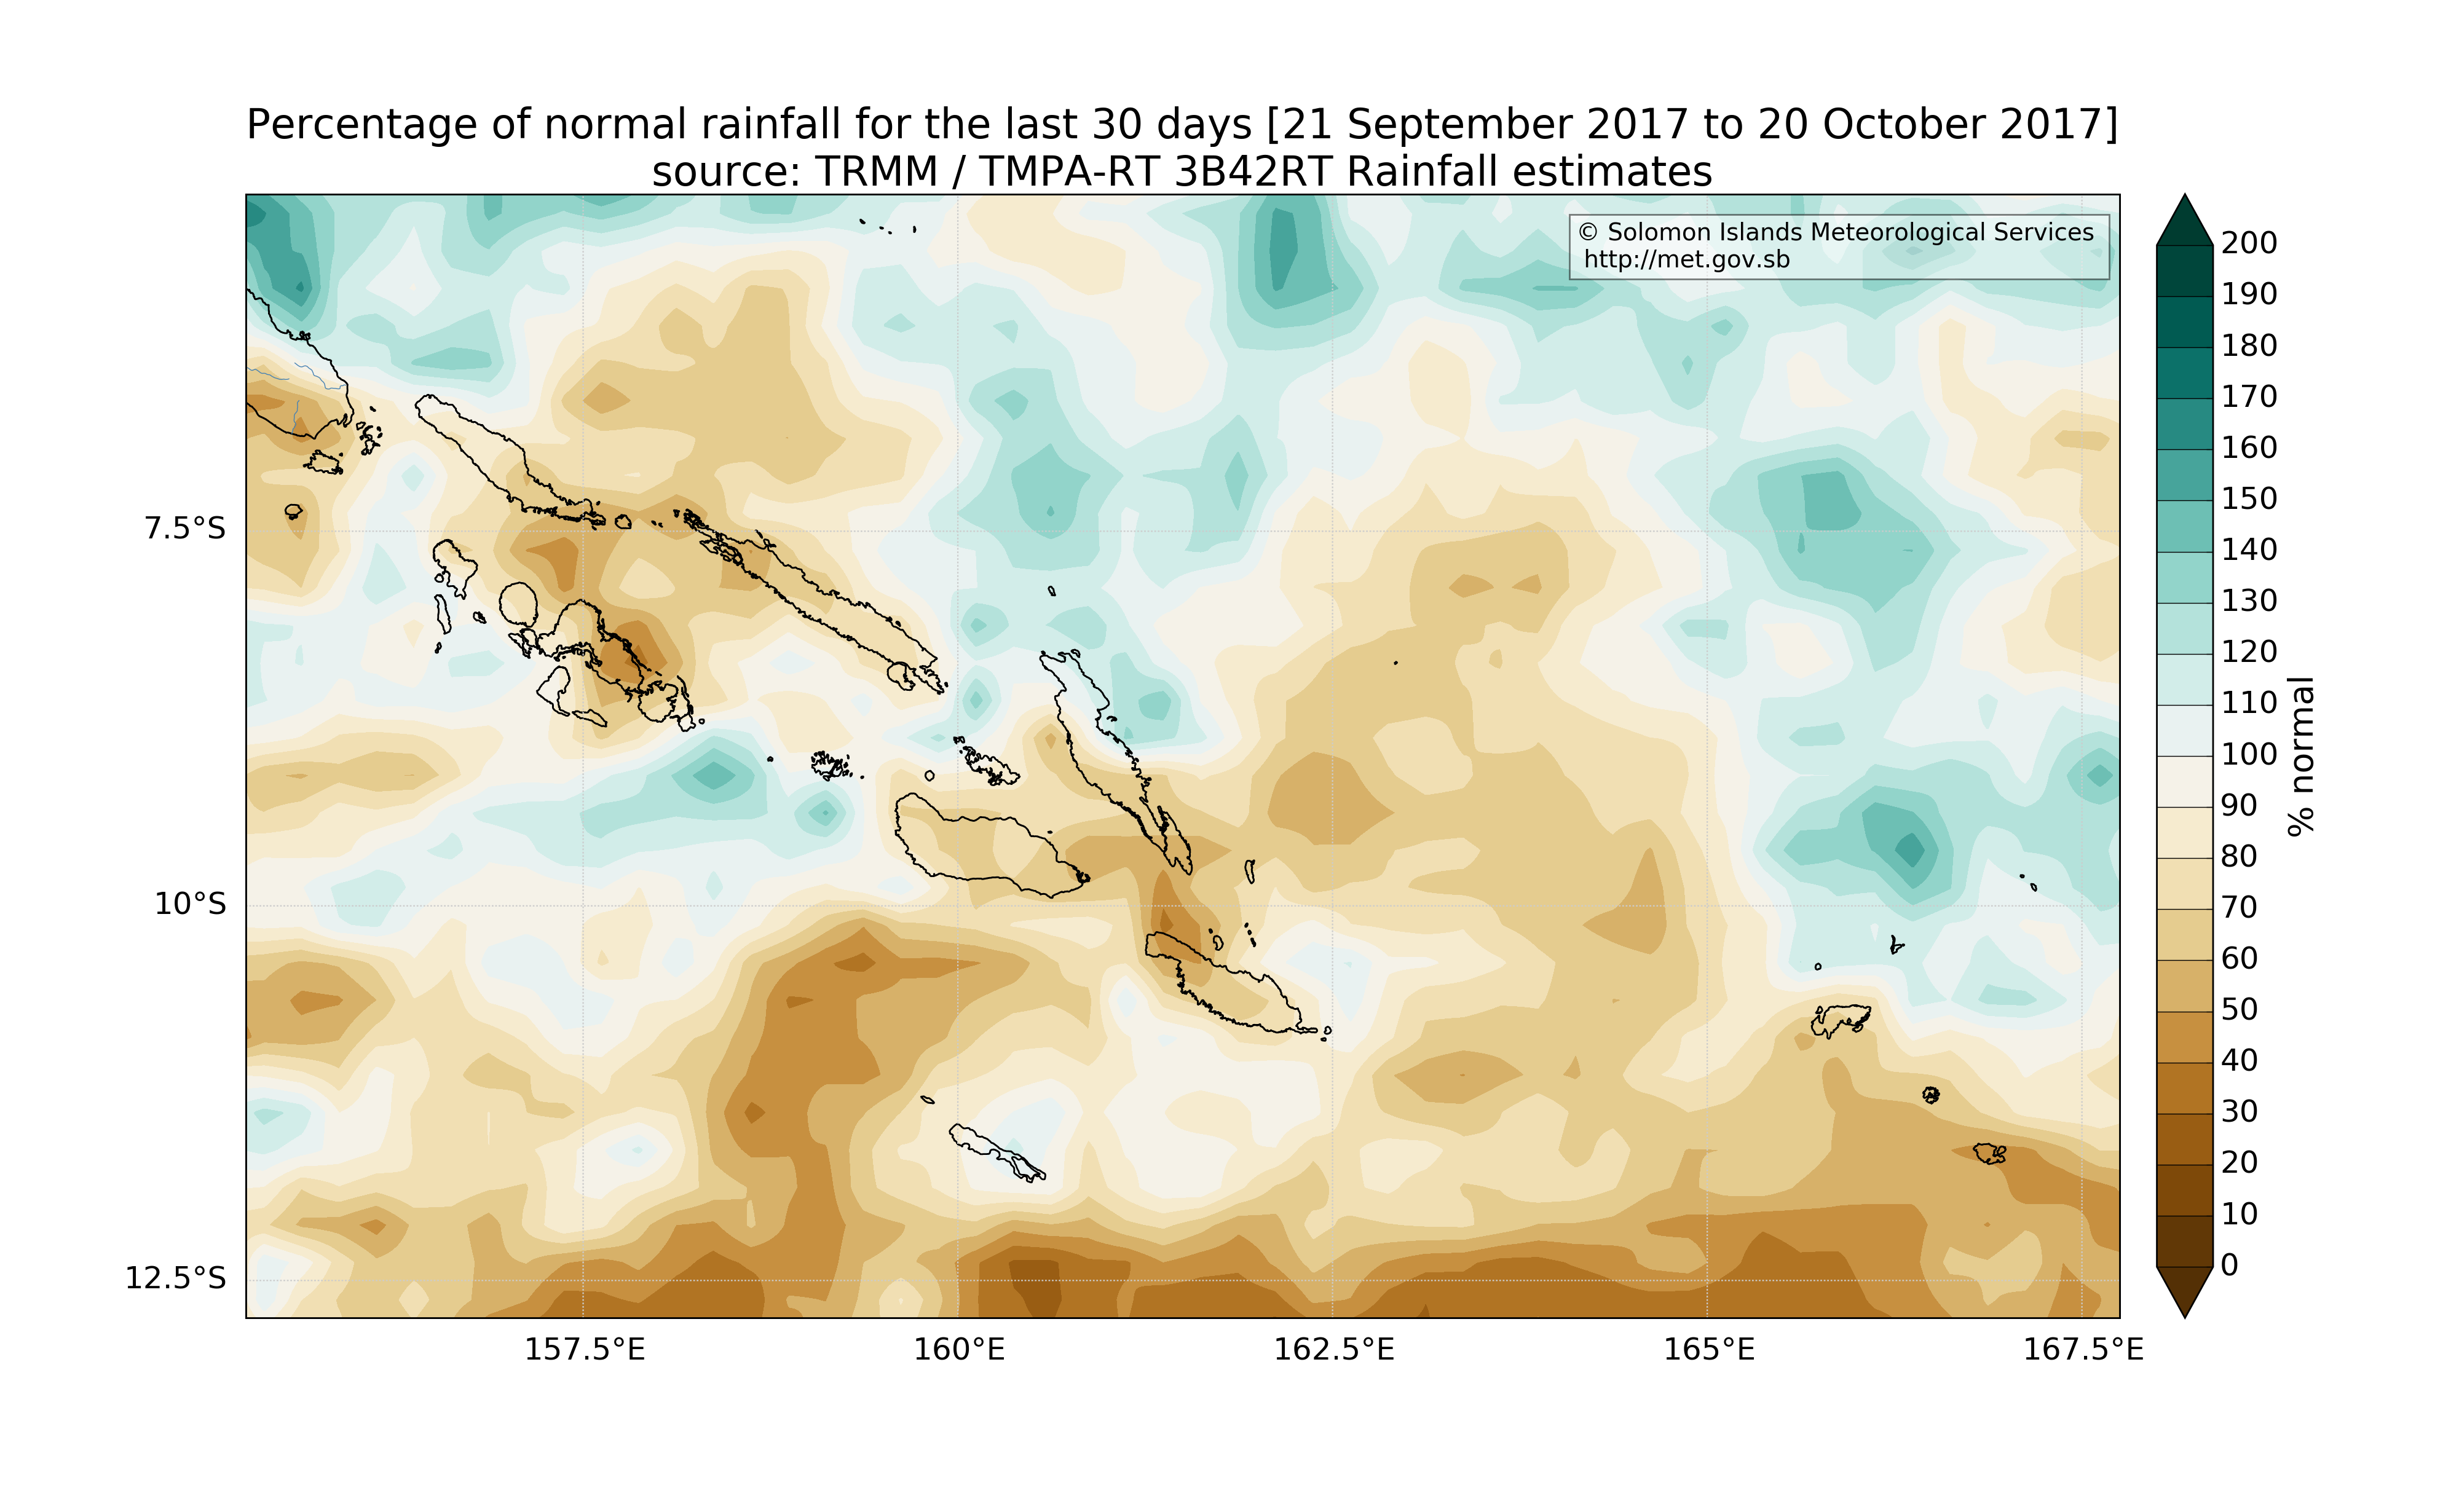 Percentage of normal rainfall for the last 30 days [21 September 2017 to 20 October 2017]
source: TRMM / TMPA-RT 3B42RT Rainfall estimates
© Solomon Islands Meteorological Services
http://met.gov.sb
7.5°S
10°S
12.5°S
157.5°E
160°E
162.5°E
165°E
167.5°E
200
190
180
170
160
150
140
130
120
110
100
90
80
70
60
50
40
30
20
10
0
% normal